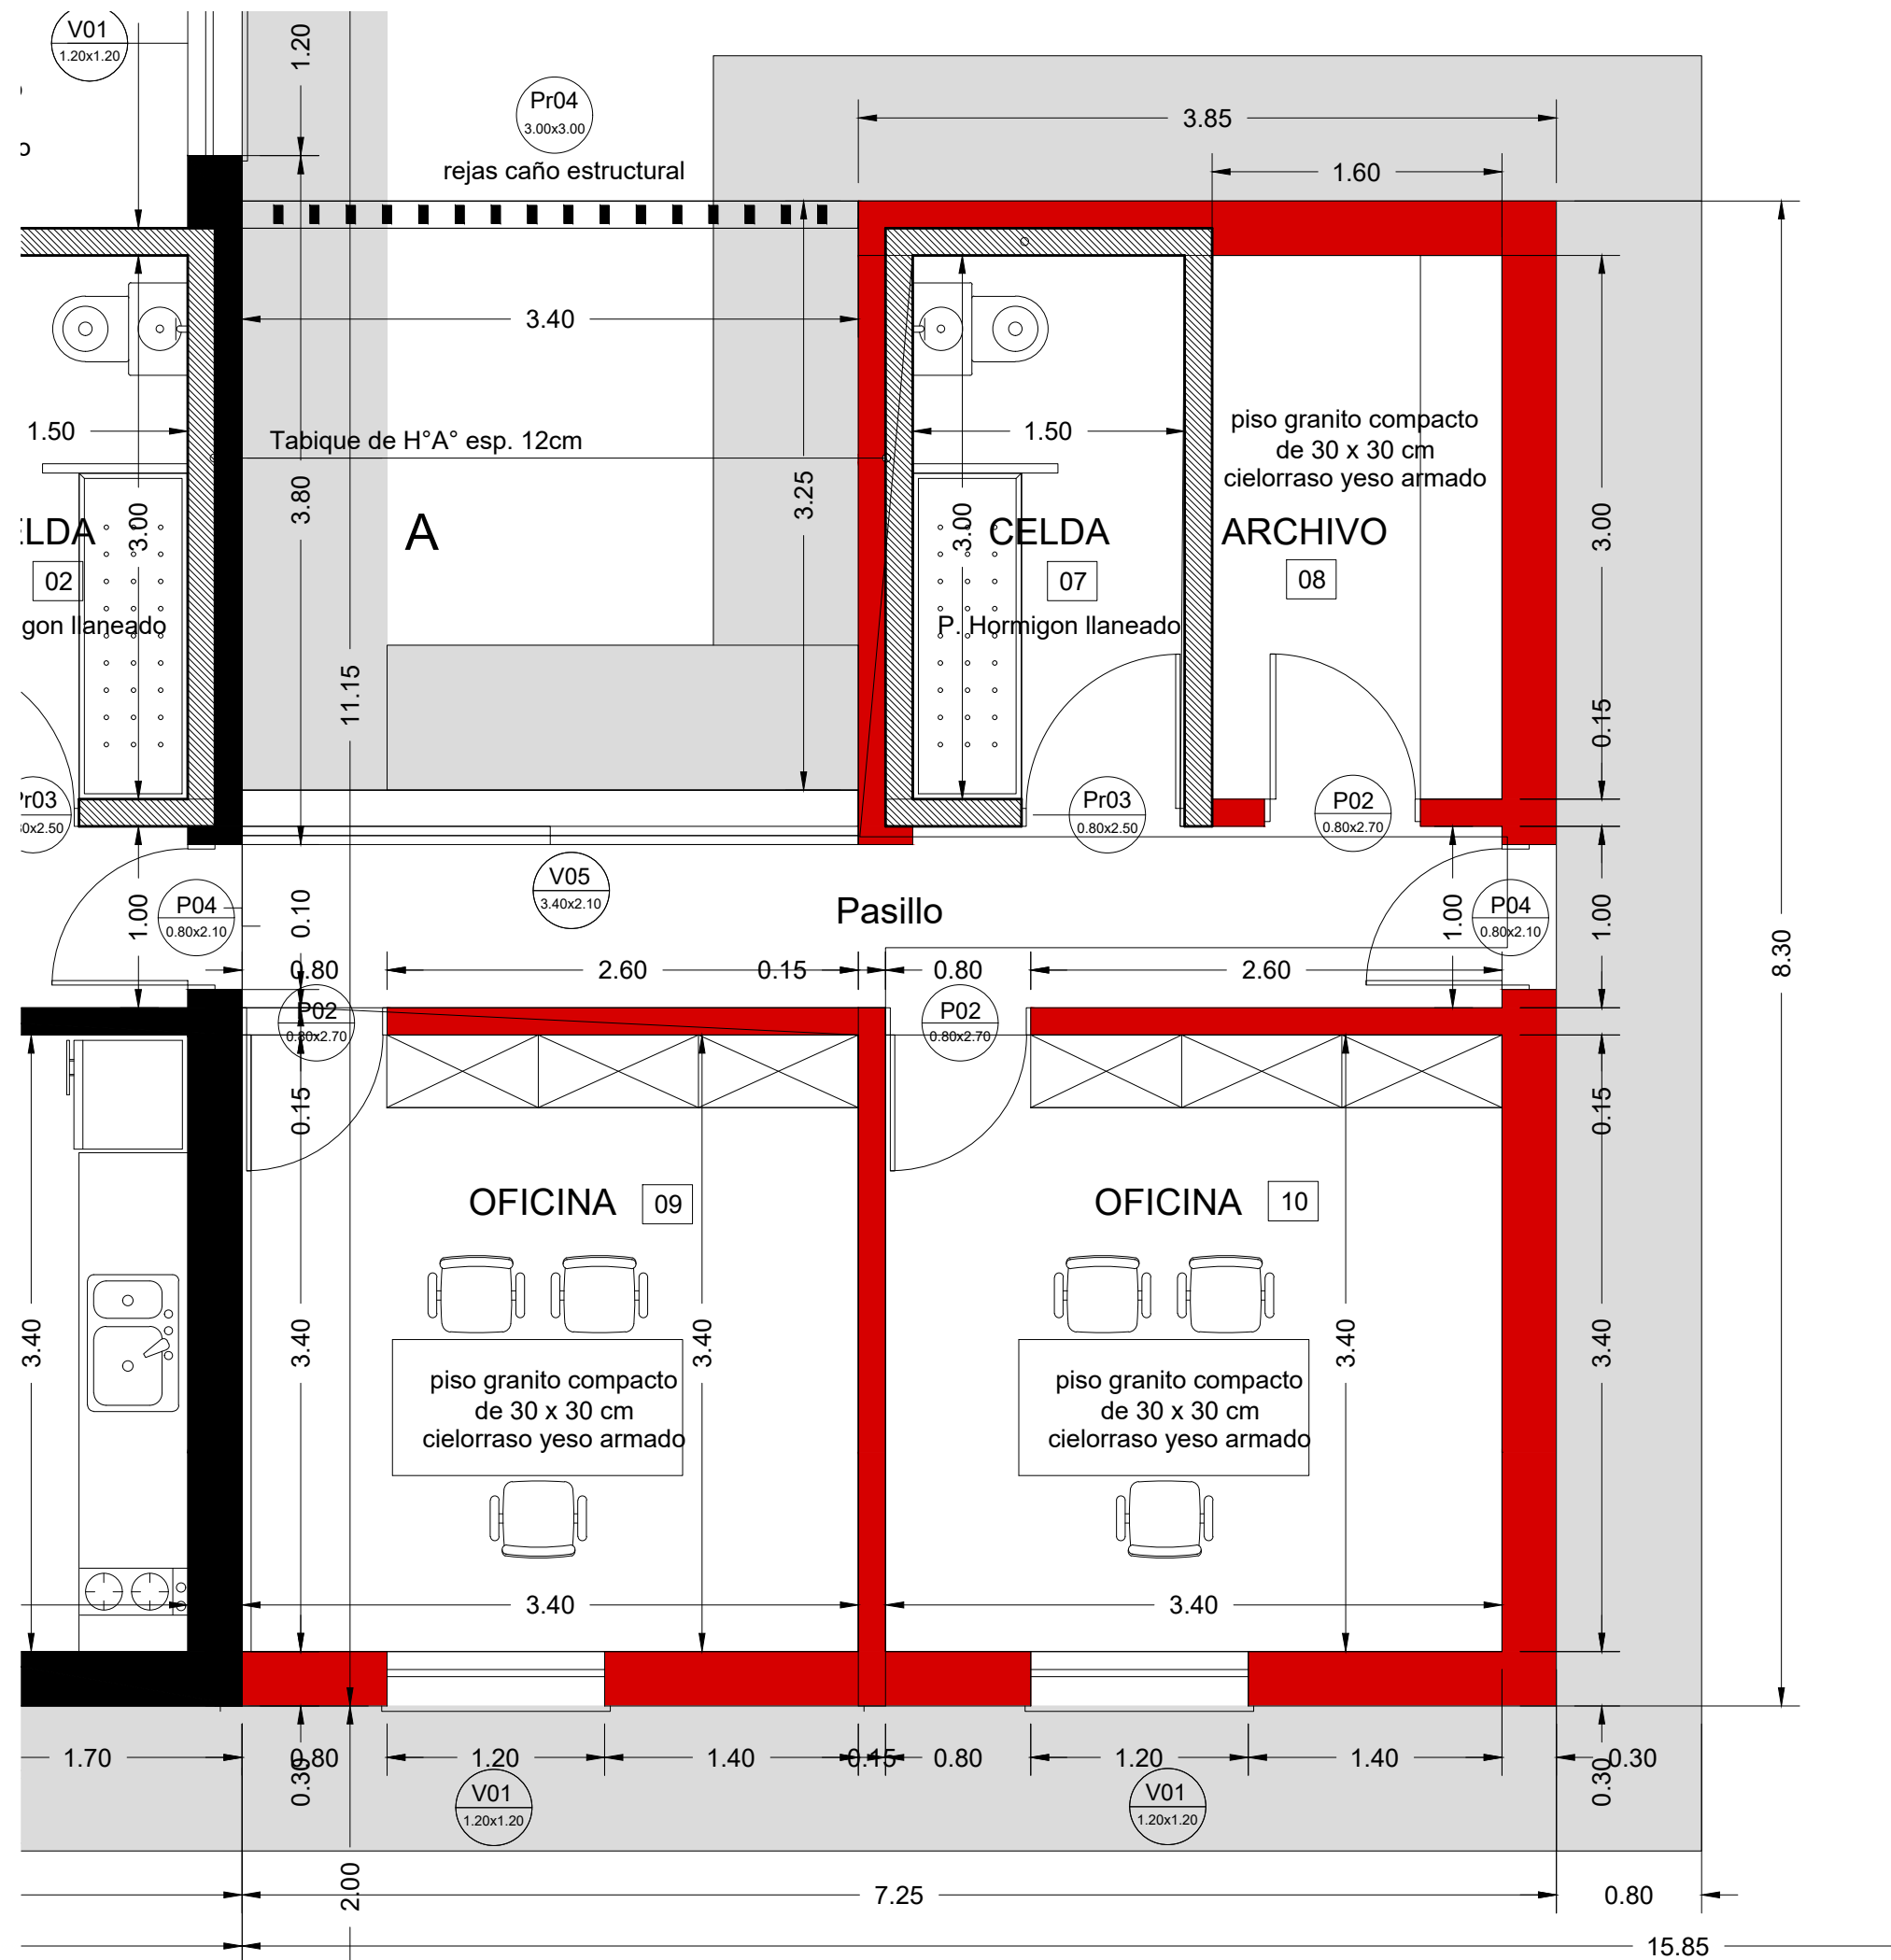 V01
1.20x1.20
1.20
Pr04
3.00x3.00
rejas caño estructural
3.85
1.60
3.40
1.50
Tabique de H°A° esp. 12cm
1.50
piso granito compacto
de 30 x 30 cm
cielorraso yeso armado
3.80
3.25
3.00
A
3.00
CELDA
ARCHIVO
3.00
02
07
08
llaneado
P. Hormigon llaneado
11.15
0.15
Pr03
0.80x2.50
P02
0.80x2.70
V05
3.40x2.10
1.00
P04
0.80x2.10
0.10
Pasillo
1.00
P04
0.80x2.10
1.00
8.30
0.80
2.60
0.15
0.80
2.60
P02
0.80x2.70
P02
0.80x2.70
0.15
0.15
OFICINA
09
OFICINA
10
3.40
3.40
3.40
3.40
3.40
piso granito compacto
de 30 x 30 cm
cielorraso yeso armado
piso granito compacto
de 30 x 30 cm
cielorraso yeso armado
3.40
3.40
1.70
0.80
1.20
1.40
0.15
0.80
1.20
1.40
0.30
0.30
0.30
V01
1.20x1.20
V01
1.20x1.20
2.00
7.25
0.80
15.85